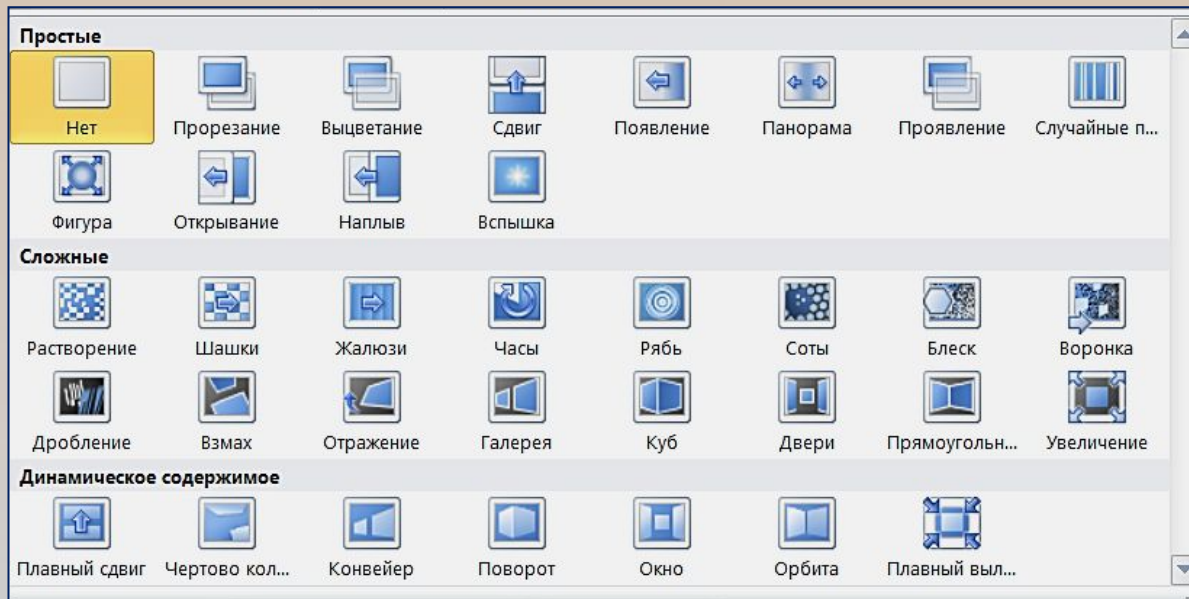 Простые
Нет Прорезание Выцветание Сдвиг Появление Панорама Проявление Случайные п...
Фигура Открывание Наплыв Вспышка
Сложные
Растворение Шашки Жалюзи Часы Рябь Соты Блеск Воронка
Дробление Взмах Отражение Галерея Куб Двери Прямоугольн... Увеличение
Динамическое содержимое
Плавный сдвиг Чертово кол... Конвейер Поворот Окно Орбита Плавный выл...